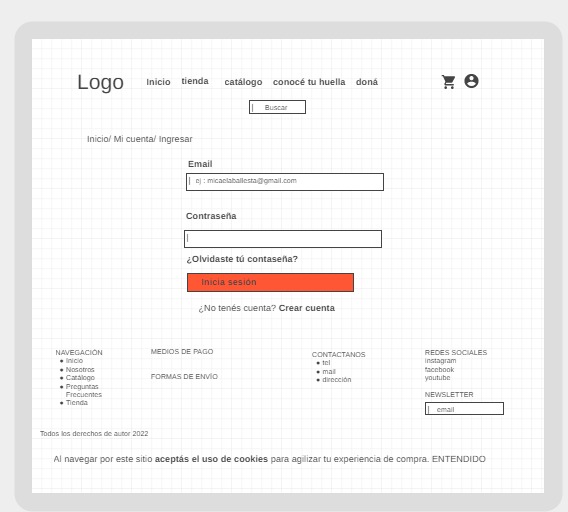 Logo Inicio tienda catálogo conocé tu huella doná
Buscar
Inicio/ Mi cuenta/ Ingresar
Email
ej : micaelaballesta@gmail.com
Contraseña
¿Olvidaste tú contaseña?
Inicia sesión
¿No tenés cuenta? Crear cuenta
NAVEGACIÓN
Inicio
Nosotros
Catálogo
Preguntas
Frecuentes
Tienda
MEDIOS DE PAGO
FORMAS DE ENVÍO
CONTACTANOS
tel
mail
dirección
REDES SOCIALES
instagram
facebook
youtube
NEWSLETTER
email
Todos los derechos de autor 2022
Al navegar por este sitio aceptás el uso de cookies para agilizar tu experiencia de compra. ENTENDIDO